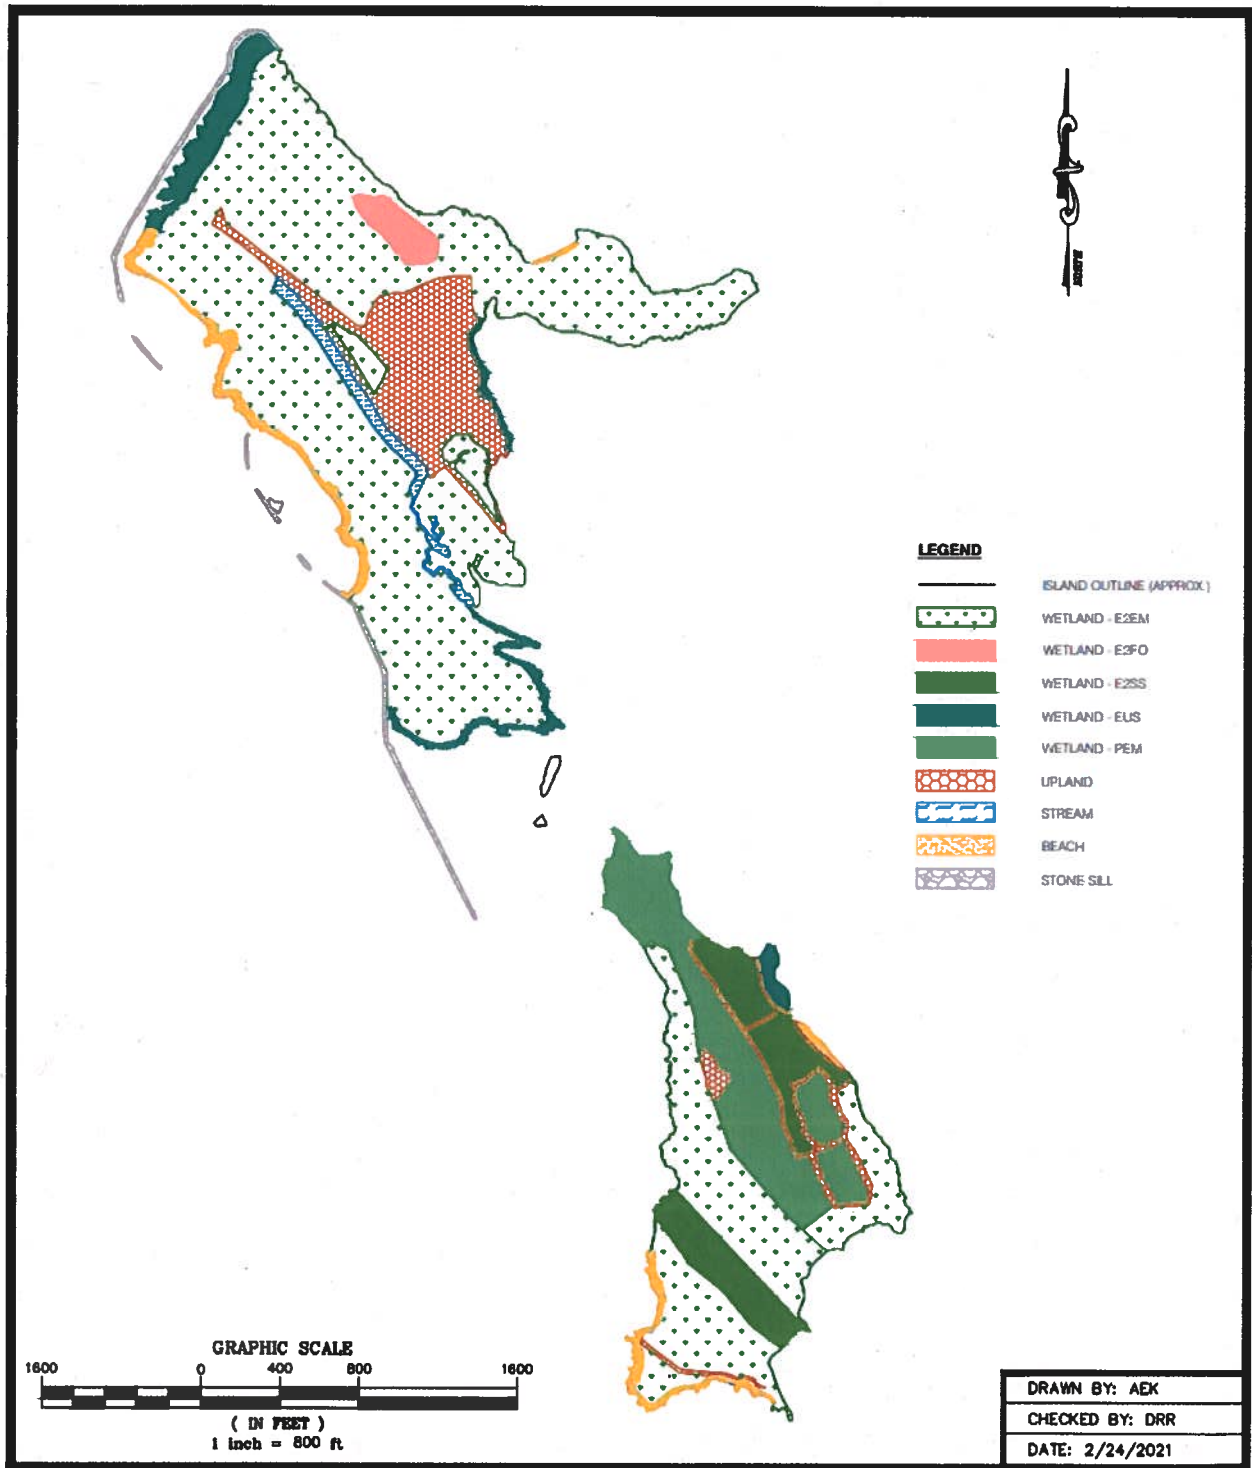 NORTH
LEGEND
ISLAND OUTLINE (APPROX.)
WETLAND - E2EM
WETLAND - E2FO
WETLAND - E2SS
WETLAND - EUS
WETLAND - PEM
UPLAND
STREAM
BEACH
STONE SILL
GRAPHIC SCALE
1600 0 400 800 1600
( IN FEET )
1 inch = 800 ft
DRAWN BY: AEK
CHECKED BY: DRR
DATE: 2/24/2021